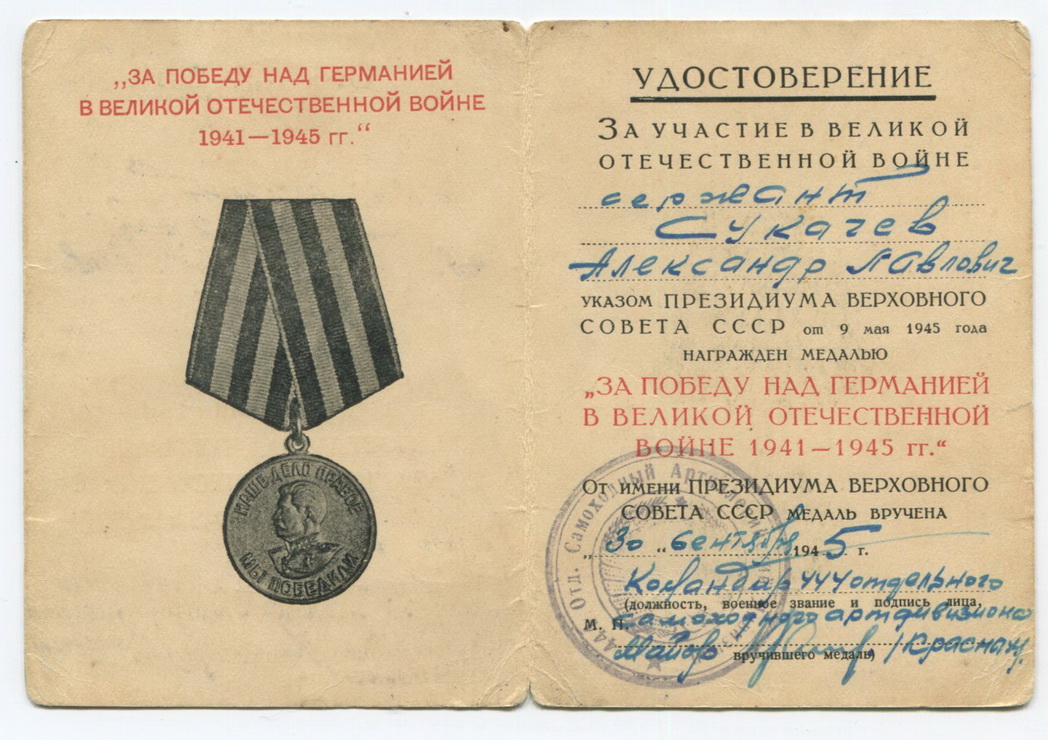 „ЗА ПОБЕДУ НАД ГЕРМАНИЕЙ
В ВЕЛИКОЙ ОТЕЧЕСТВЕННОЙ ВОЙНЕ
1941—1945 гг.“
НАШЕ ДЕЛО ПРАВОЕ
МЫ ПОБЕДИЛИ
УДОСТОВЕРЕНИЕ
ЗА УЧАСТИЕ В ВЕЛИКОЙ
ОТЕЧЕСТВЕННОЙ ВОЙНЕ
сержант
Сукачев
Александр Павлович
УКАЗОМ ПРЕЗИДИУМА ВЕРХОВНОГО
СОВЕТА СССР от 9 мая 1945 года
НАГРАЖДЕН МЕДАЛЬЮ
„ЗА ПОБЕДУ НАД ГЕРМАНИЕЙ
В ВЕЛИКОЙ ОТЕЧЕСТВЕННОЙ
ВОЙНЕ 1941—1945 гг.“
ОТ ИМЕНИ ПРЕЗИДИУМА ВЕРХОВНОГО
СОВЕТА СССР МЕДАЛЬ ВРУЧЕНА
„30“ сентября 1945 г.
Командир 444 отдельного
(должность, военное звание и подпись лица,
М. П. самоходного артдивизиона
Майор вручившего медаль)
Отд. Самоходный